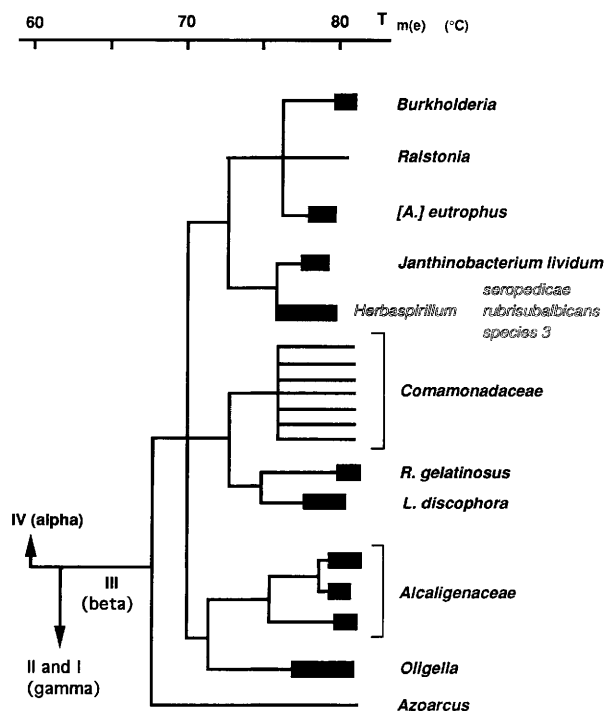 60 70 80 T m(e) (°C)
Burkholderia
Ralstonia
[A.] eutrophus
Janthinobacterium lividum
seropedicae
Herbaspirillum rubrisubalbicans
species 3
Comamonadaceae
R. gelatinosus
L. discophora
IV (alpha)
III
(beta)
Alcaligenaceae
II and I
(gamma)
Oligella
Azoarcus